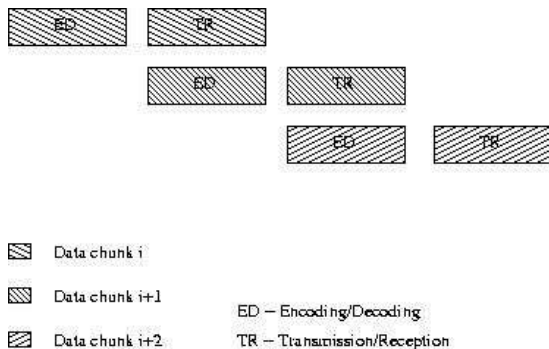 ED TR
ED TR
ED TR
Data chunk i
Data chunk i+1
ED – Encoding/Decoding
Data chunk i+2
TR – Transmission/Reception